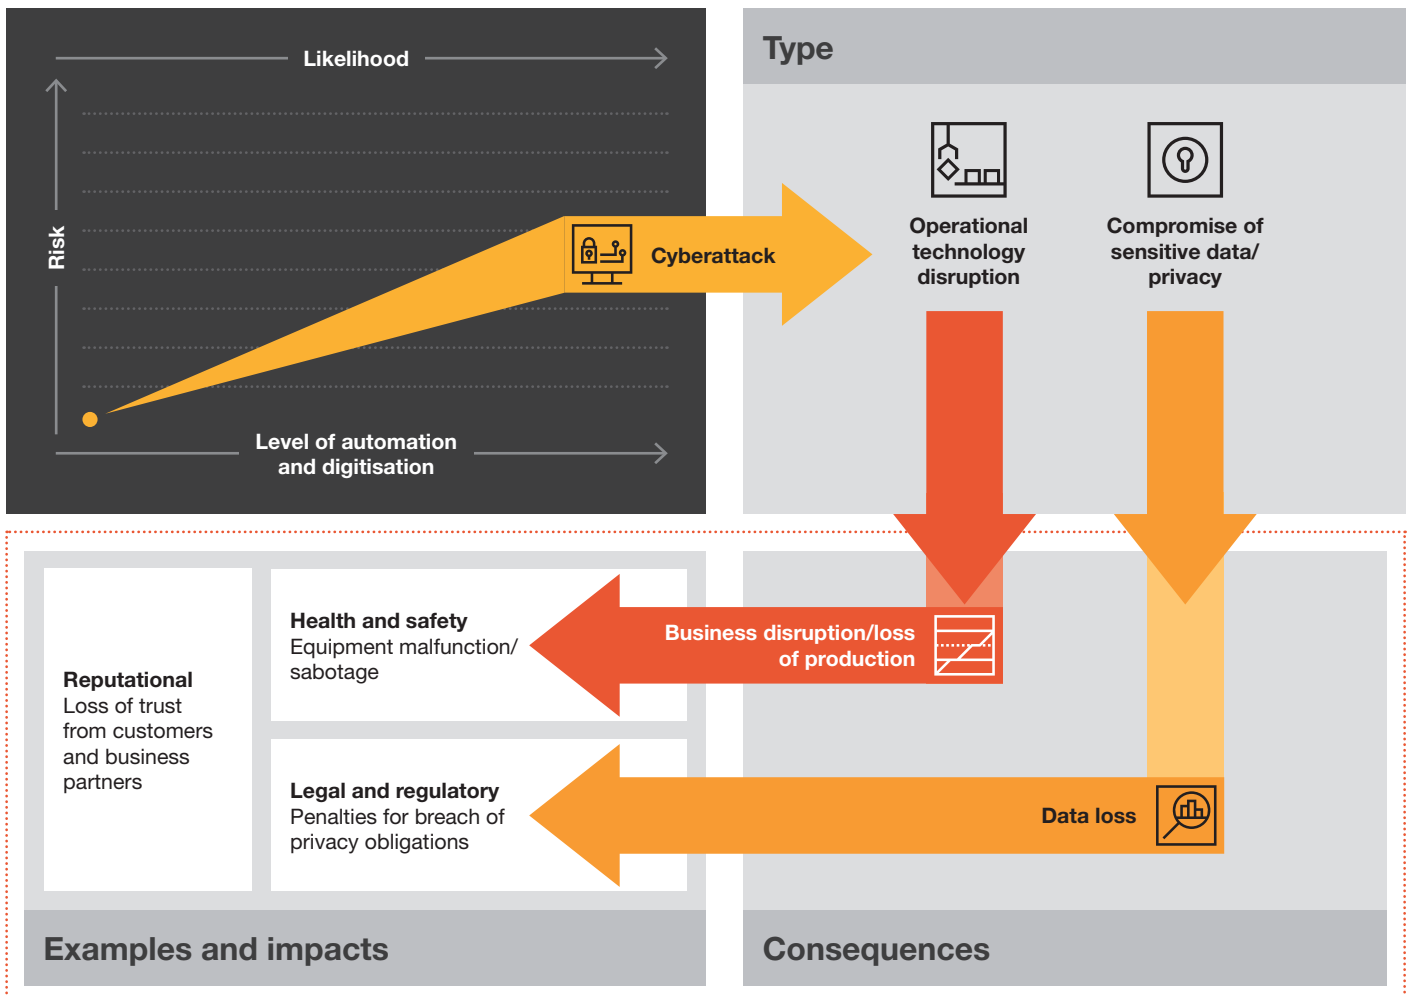 Likelihood
Risk
Cyberattack
Level of automation
and digitisation
Type
Operational
technology
disruption
Compromise of
sensitive data/
privacy
Reputational
Loss of trust
from customers
and business
partners
Health and safety
Equipment malfunction/
sabotage
Business disruption/loss
of production
Legal and regulatory
Penalties for breach of
privacy obligations
Data loss
Examples and impacts
Consequences